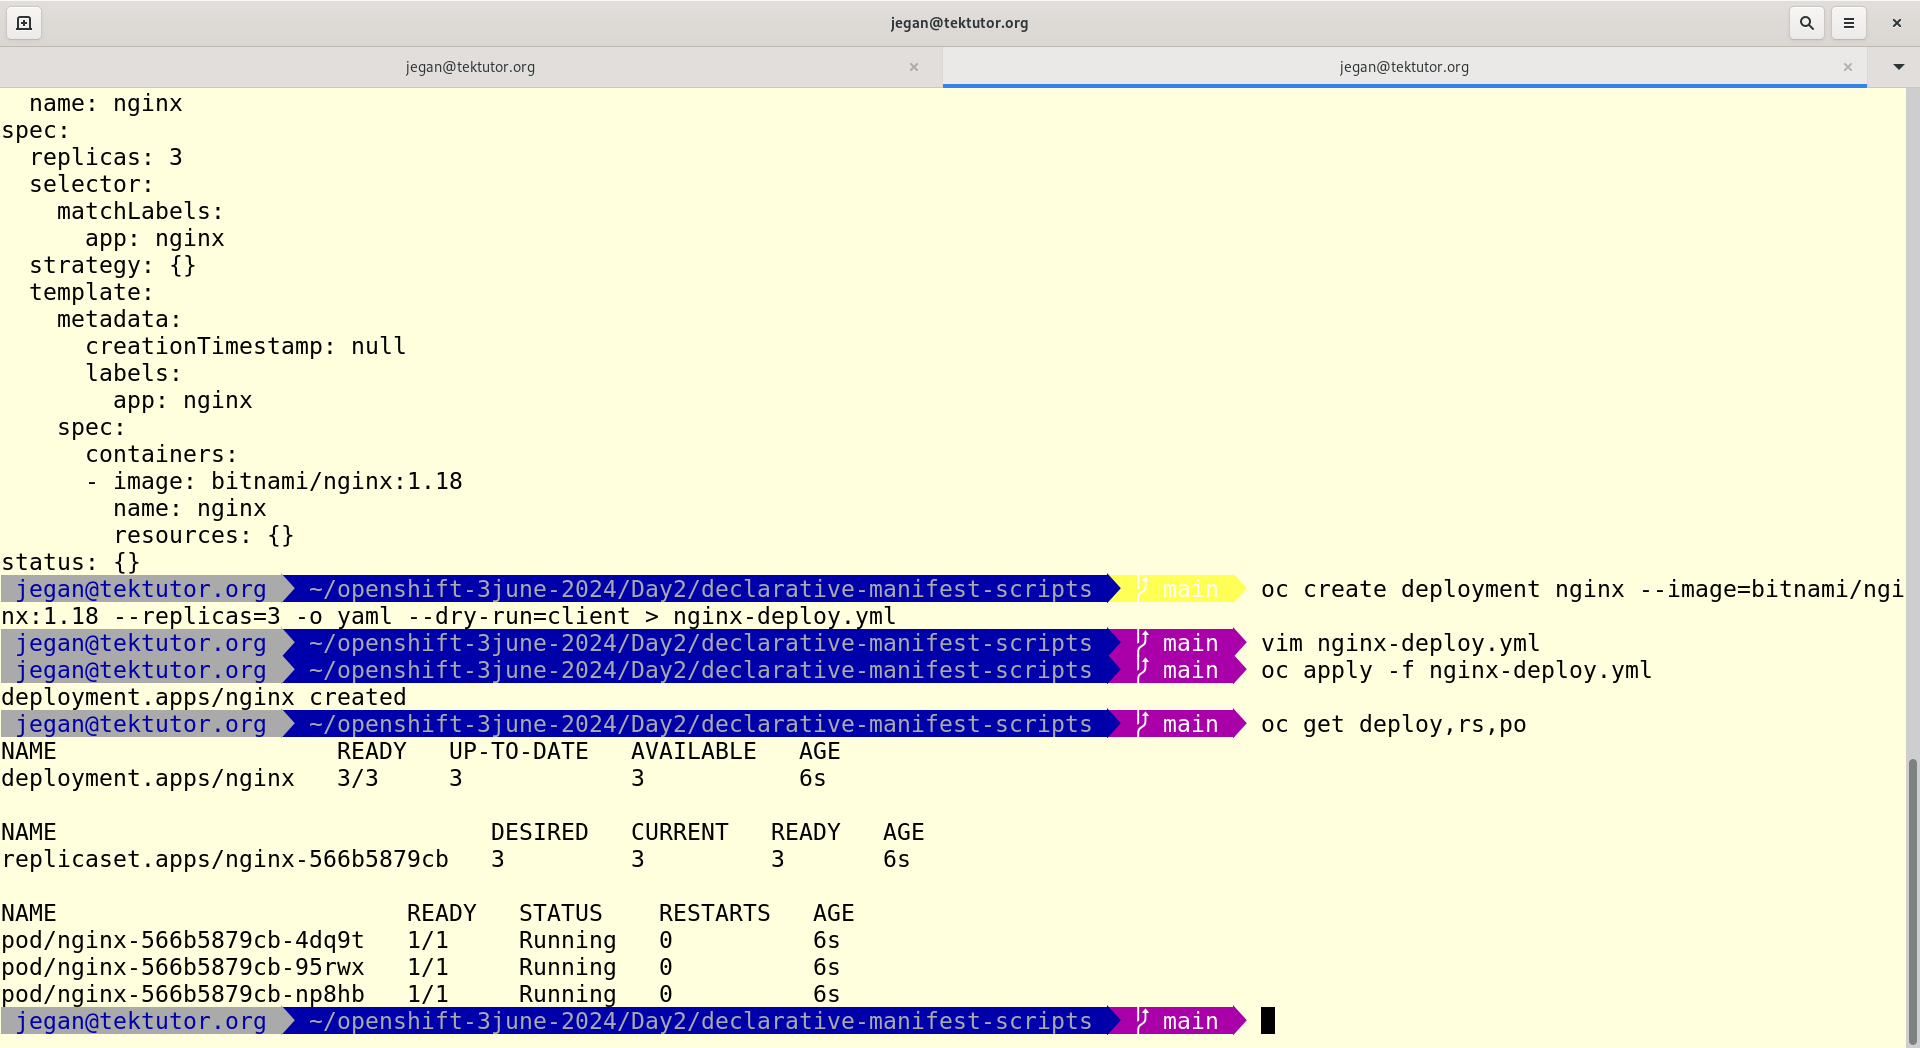 jegan@tektutor.org
jegan@tektutor.org jegan@tektutor.org
  name: nginx
spec:
  replicas: 3
  selector:
    matchLabels:
      app: nginx
  strategy: {}
  template:
    metadata:
      creationTimestamp: null
      labels:
        app: nginx
    spec:
      containers:
      - image: bitnami/nginx:1.18
        name: nginx
        resources: {}
status: {}
jegan@tektutor.org ~/openshift-3june-2024/Day2/declarative-manifest-scripts main oc create deployment nginx --image=bitnami/ngi
nx:1.18 --replicas=3 -o yaml --dry-run=client > nginx-deploy.yml
jegan@tektutor.org ~/openshift-3june-2024/Day2/declarative-manifest-scripts main vim nginx-deploy.yml
jegan@tektutor.org ~/openshift-3june-2024/Day2/declarative-manifest-scripts main oc apply -f nginx-deploy.yml
deployment.apps/nginx created
jegan@tektutor.org ~/openshift-3june-2024/Day2/declarative-manifest-scripts main oc get deploy,rs,po
NAME                    READY   UP-TO-DATE   AVAILABLE   AGE
deployment.apps/nginx   3/3     3            3           6s

NAME                               DESIRED   CURRENT   READY   AGE
replicaset.apps/nginx-566b5879cb   3         3         3       6s

NAME                         READY   STATUS    RESTARTS   AGE
pod/nginx-566b5879cb-4dq9t   1/1     Running   0          6s
pod/nginx-566b5879cb-95rwx   1/1     Running   0          6s
pod/nginx-566b5879cb-np8hb   1/1     Running   0          6s
jegan@tektutor.org ~/openshift-3june-2024/Day2/declarative-manifest-scripts main